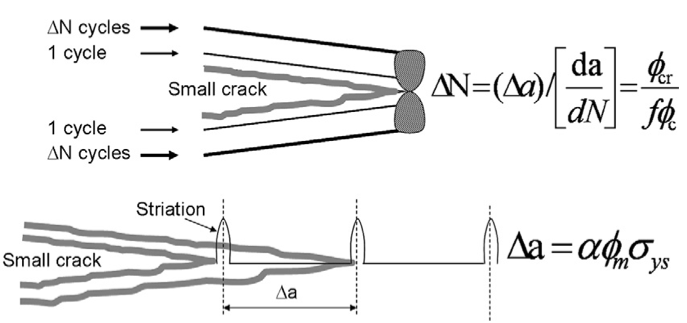 ΔN cycles
1 cycle
Small crack
1 cycle
ΔN cycles
ΔN=(Δa)/[da/dN]=ϕcr/fϕc
Striation
Small crack
Δa
Δa=αϕmσys